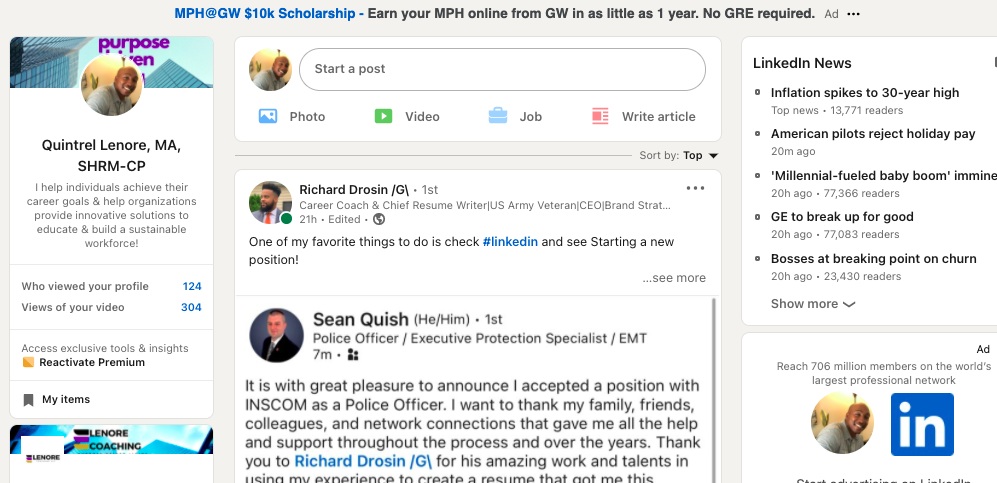 MPH@GW $10k Scholarship - Earn your MPH online from GW in as little as 1 year. No GRE required. Ad •••
purpose
driven
Quintrel Lenore, MA,
SHRM-CP
I help individuals achieve their
career goals & help organizations
provide innovative solutions to
educate & build a sustainable
workforce!
Who viewed your profile 124
Views of your video 304
Access exclusive tools & insights
Reactivate Premium
My items
LENORE
COACHING
LENORE
Start a post
Photo Video Job Write article
Sort by: Top
Richard Drosin /G\ • 1st
Career Coach & Chief Resume Writer|US Army Veteran|CEO|Brand Strat...
21h • Edited •
One of my favorite things to do is check #linkedin and see Starting a new
position!
...see more
Sean Quish (He/Him) • 1st
Police Officer / Executive Protection Specialist / EMT
7m •
It is with great pleasure to announce I accepted a position with
INSCOM as a Police Officer. I want to thank my family, friends,
colleagues, and network connections that gave me all the help
and support throughout the process and over the years. Thank
you to Richard Drosin /G\ for his amazing work and talents in
using my experience to create a resume that got me this
LinkedIn News
Inflation spikes to 30-year high
Top news • 13,771 readers
American pilots reject holiday pay
20m ago
'Millennial-fueled baby boom' immine
20h ago • 77,366 readers
GE to break up for good
20h ago • 77,083 readers
Bosses at breaking point on churn
20h ago • 23,430 readers
Show more
Ad
Reach 706 million members on the world's
largest professional network
in
Start advertising on LinkedIn